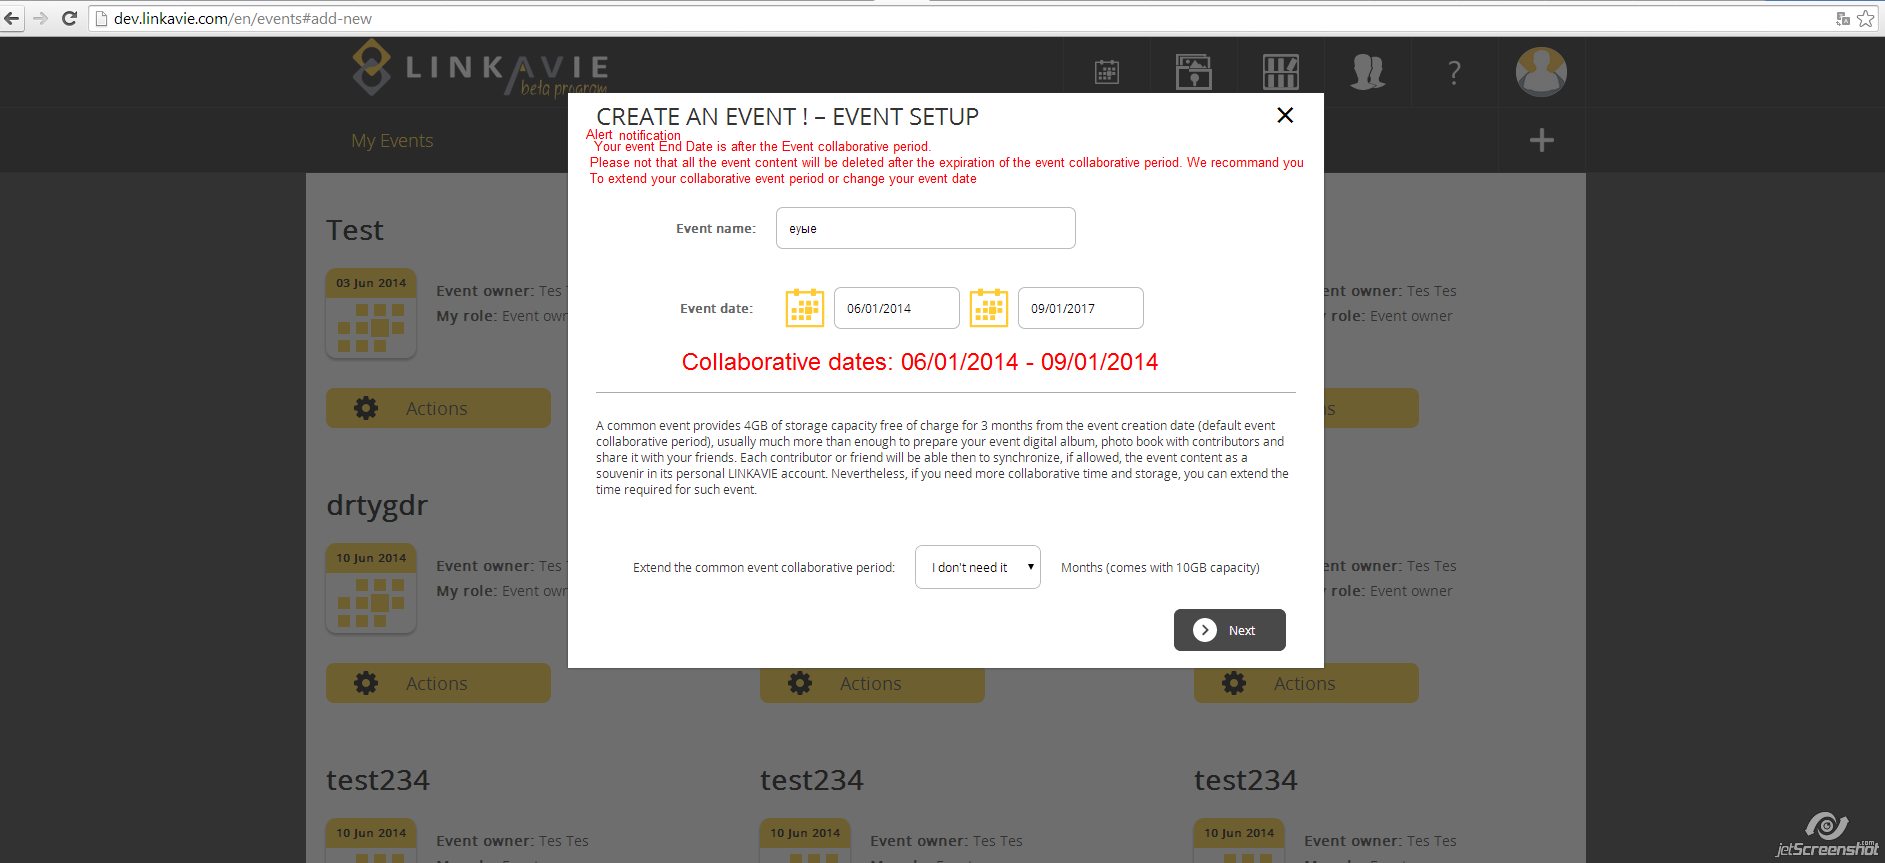 dev.linkavie.com/en/events#add-new
LINKAVIE
beta program
?
My Events
CREATE AN EVENT ! – EVENT SETUP
Alert notification
Your event End Date is after the Event collaborative period.
Please not that all the event content will be deleted after the expiration of the event collaborative period. We recommand you
To extend your collaborative event period or change your event date
Event name: еуые
Event date: 06/01/2014 09/01/2017
Collaborative dates: 06/01/2014 - 09/01/2014
A common event provides 4GB of storage capacity free of charge for 3 months from the event creation date (default event
collaborative period), usually much more than enough to prepare your event digital album, photo book with contributors and
share it with your friends. Each contributor or friend will be able then to synchronize, if allowed, the event content as a
souvenir in its personal LINKAVIE account. Nevertheless, if you need more collaborative time and storage, you can extend the
time required for such event.
Extend the common event collaborative period: I don't need it Months (comes with 10GB capacity)
Next
Test
03 Jun 2014
Event owner: Tes
My role: Event own
ent owner: Tes Tes
role: Event owner
Actions
ns
drtygdr
10 Jun 2014
Event owner: Tes
My role: Event own
ent owner: Tes Tes
role: Event owner
Actions Actions Actions
test234 test234 test234
10 Jun 2014 10 Jun 2014 10 Jun 2014
Event owner: Tes Tes Event owner: Tes Tes Event owner: Tes Tes
jetScreenshot.com